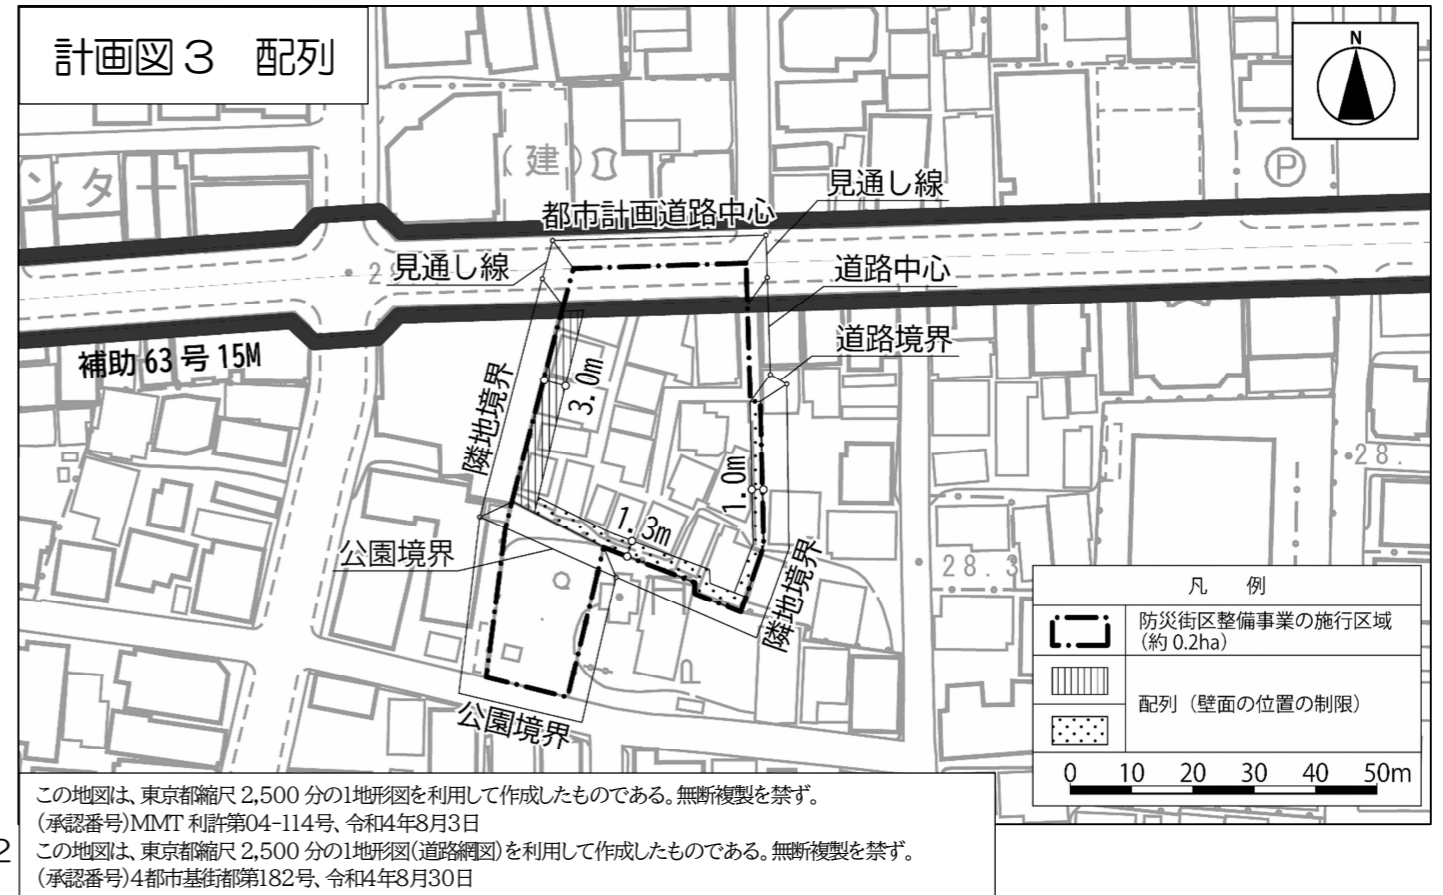 計画図３　配列
N
ンター
(建)
P
見通し線
都市計画道路中心
見通し線
道路中心
道路境界
補助 63 号 15M
隣地境界
3.0m
1.0m
1.3m
公園境界
28.3
28.
隣地境界
公園境界
凡　例
防災街区整備事業の施行区域
(約 0.2ha)
配列（壁面の位置の制限）
0 10 20 30 40 50m
この地図は、東京都縮尺 2,500 分の1地形図を利用して作成したものである。無断複製を禁ず。
(承認番号)MMT 利許第04-114号、令和4年8月3日
2
この地図は、東京都縮尺 2,500 分の1地形図(道路網図)を利用して作成したものである。無断複製を禁ず。
(承認番号)4都市基街都第182号、令和4年8月30日